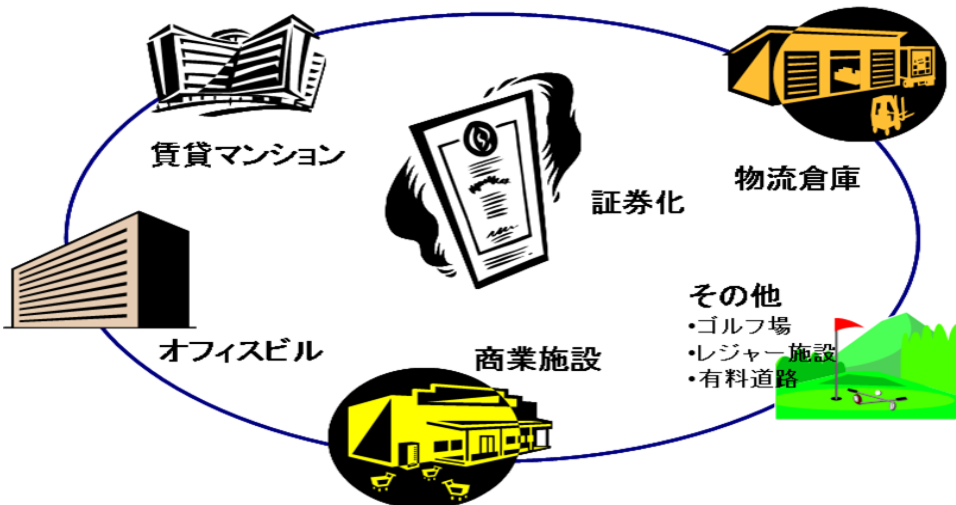 賃貸マンション
物流倉庫
証券化
オフィスビル
商業施設
その他
•ゴルフ場
•レジャー施設
•有料道路